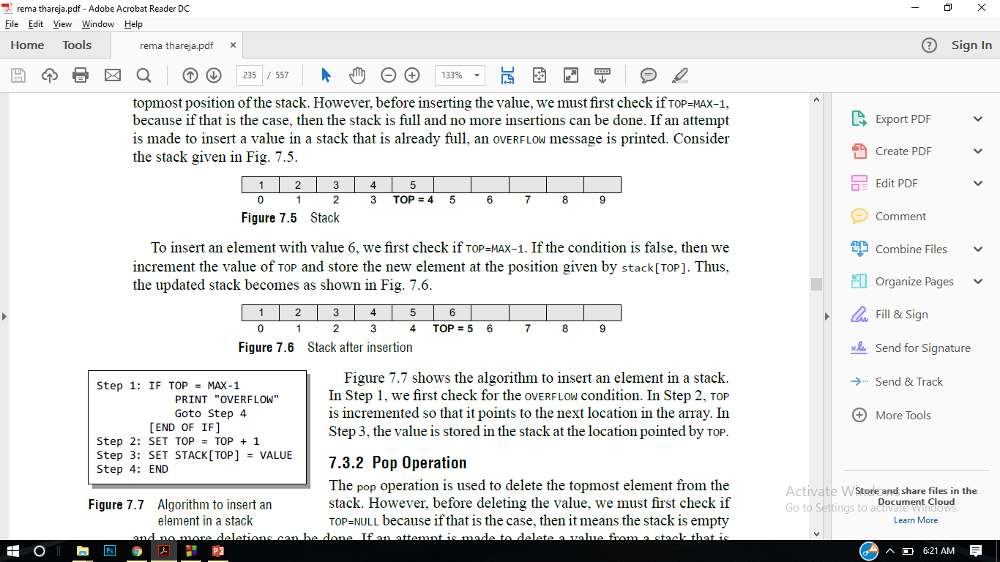 rema thareja.pdf - Adobe Acrobat Reader DC
File Edit View Window Help
Home Tools rema thareja.pdf × ? Sign In
235 / 557 133%
topmost position of the stack. However, before inserting the value, we must first check if TOP=MAX–1,
because if that is the case, then the stack is full and no more insertions can be done. If an attempt
is made to insert a value in a stack that is already full, an OVERFLOW message is printed. Consider
the stack given in Fig. 7.5.
1 2 3 4 5
0 1 2 3 TOP = 4 5 6 7 8 9
Figure 7.5 Stack
To insert an element with value 6, we first check if TOP=MAX–1. If the condition is false, then we
increment the value of TOP and store the new element at the position given by stack[TOP]. Thus,
the updated stack becomes as shown in Fig. 7.6.
1 2 3 4 5 6
0 1 2 3 4 TOP = 5 6 7 8 9
Figure 7.6 Stack after insertion
Step 1: IF TOP = MAX-1
PRINT "OVERFLOW"
Goto Step 4
[END OF IF]
Step 2: SET TOP = TOP + 1
Step 3: SET STACK[TOP] = VALUE
Step 4: END
Figure 7.7 Algorithm to insert an
element in a stack
Figure 7.7 shows the algorithm to insert an element in a stack.
In Step 1, we first check for the OVERFLOW condition. In Step 2, TOP
is incremented so that it points to the next location in the array. In
Step 3, the value is stored in the stack at the location pointed by TOP.
7.3.2 Pop Operation
The pop operation is used to delete the topmost element from the
stack. However, before deleting the value, we must first check if
TOP=NULL because if that is the case, then it means the stack is empty
and no more deletions can be done. If an attempt is made to delete a value from a stack that is
Export PDF
Create PDF
Edit PDF
Comment
Combine Files
Organize Pages
Fill & Sign
Send for Signature
Send & Track
More Tools
Store and share files in the
Document Cloud
Learn More
Activate Windows
Go to Settings to activate Windows.
Ps
6:21 AM